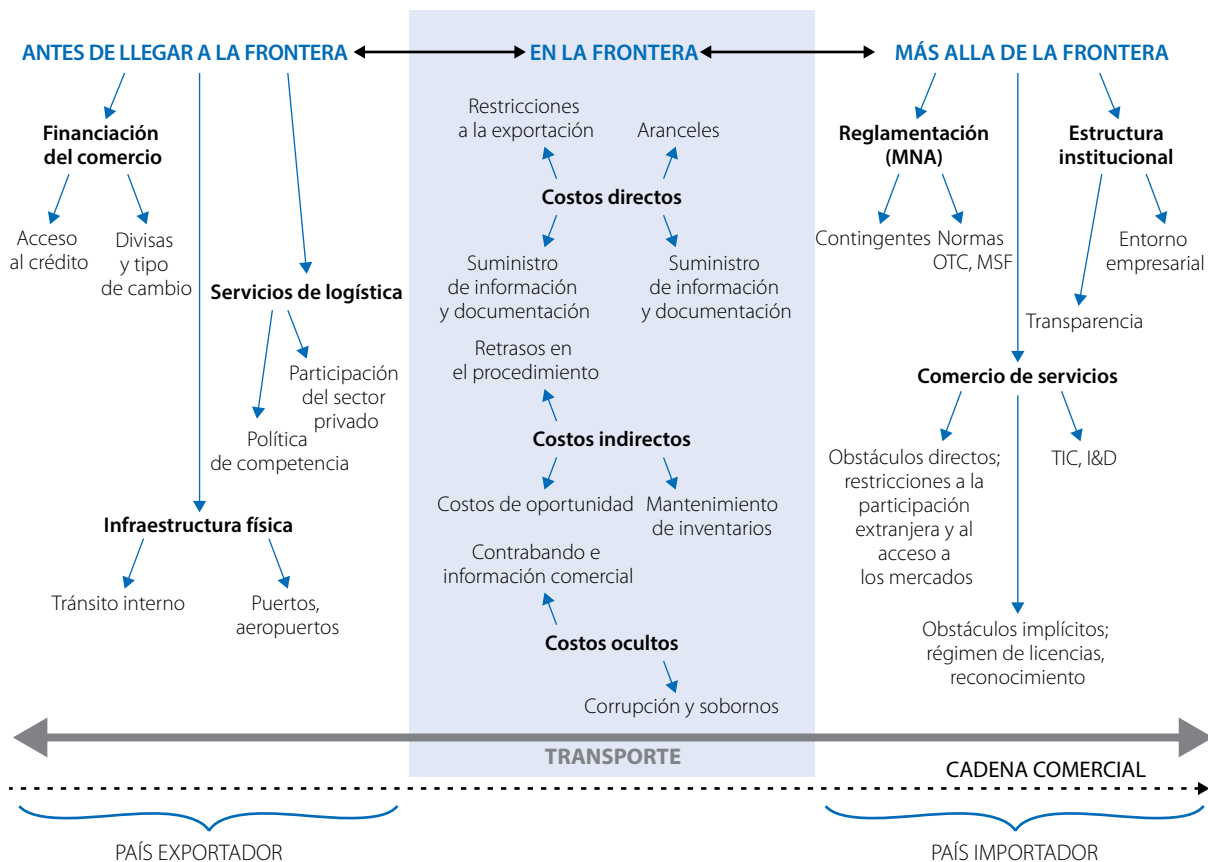 ANTES DE LLEGAR A LA FRONTERA
Financiación
del comercio
Acceso
al crédito
Divisas
y tipo
de cambio
Servicios de logística
Participación
del sector
privado
Política
de competencia
Infraestructura física
Tránsito interno
Puertos,
aeropuertos
EN LA FRONTERA
Restricciones
a la exportación
Aranceles
Costos directos
Suministro
de información
y documentación
Suministro
de información
y documentación
Retrasos en
el procedimiento
Costos indirectos
Costos de oportunidad
Mantenimiento
de inventarios
Contrabando e
información comercial
Costos ocultos
Corrupción y sobornos
MÁS ALLA DE LA FRONTERA
Reglamentación
(MNA)
Contingentes
Normas
OTC, MSF
Estructura
institucional
Entorno
empresarial
Transparencia
Comercio de servicios
Obstáculos directos;
restricciones a la
participación
extranjera y al
acceso a
los mercados
TIC, I&D
Obstáculos implícitos;
régimen de licencias,
reconocimiento
TRANSPORTE
CADENA COMERCIAL
PAÍS EXPORTADOR
PAÍS IMPORTADOR